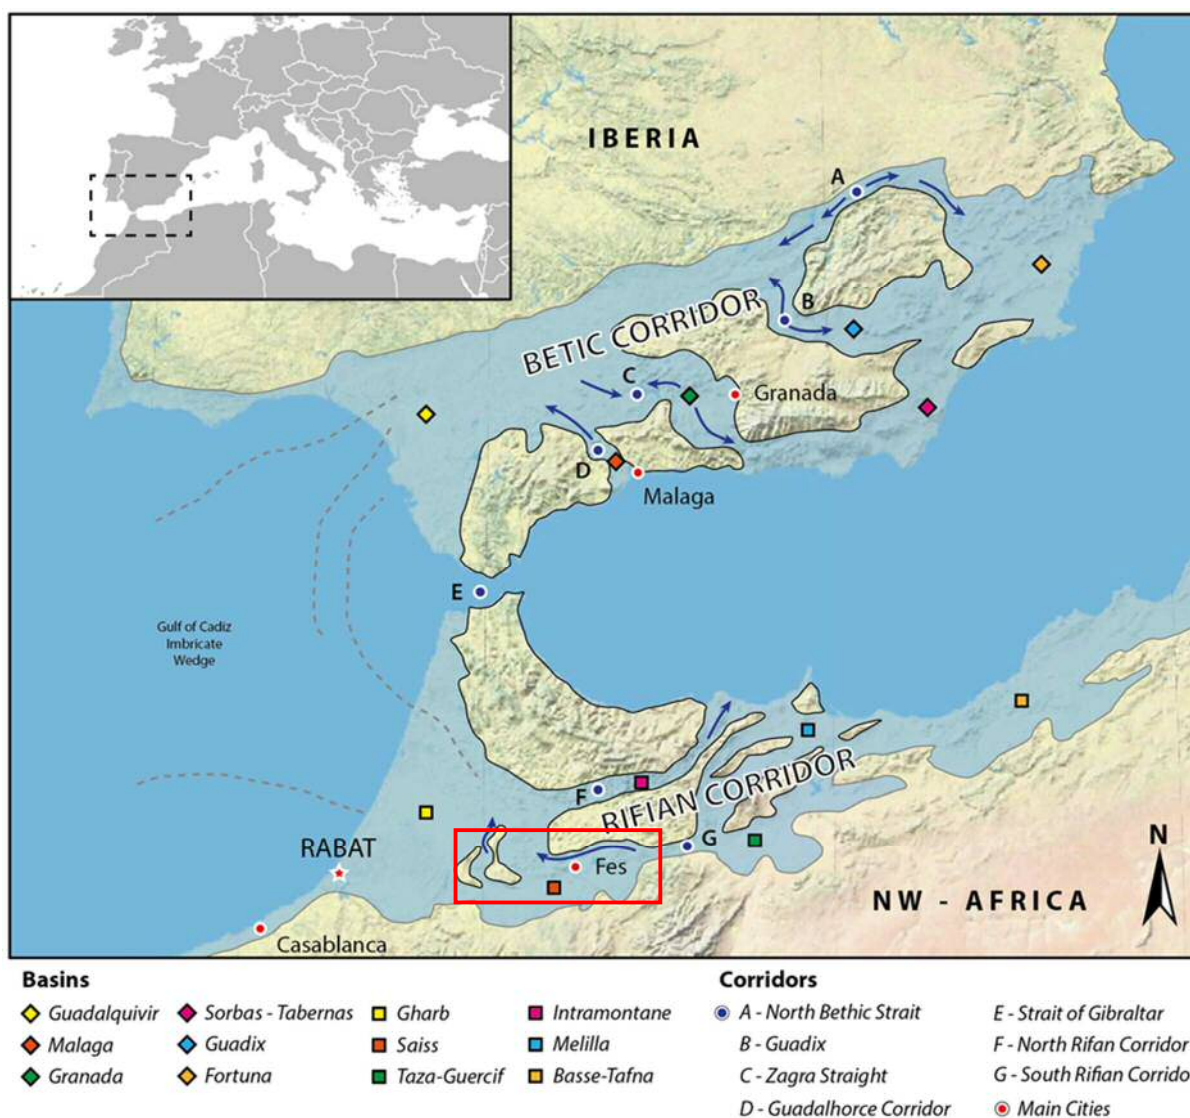 IBERIA
A
B
BETIC CORRIDOR
C
Granada
D
Malaga
E
Gulf of Cadiz
Imbricate
Wedge
F
RIFIAN CORRIDOR
G
RABAT
Fes
N
NW - AFRICA
Casablanca
Basins
Corridors
Guadalquivir
Sorbas - Tabernas
Gharb
Intramontane
A - North Bethic Strait
E - Strait of Gibraltar
Malaga
Guadix
Saiss
Melilla
B - Guadix
F - North Rifan Corridor
Granada
Fortuna
Taza-Guercif
Basse-Tafna
C - Zagra Straight
G - South Rifian Corrido
D - Guadalhorce Corridor
Main Cities